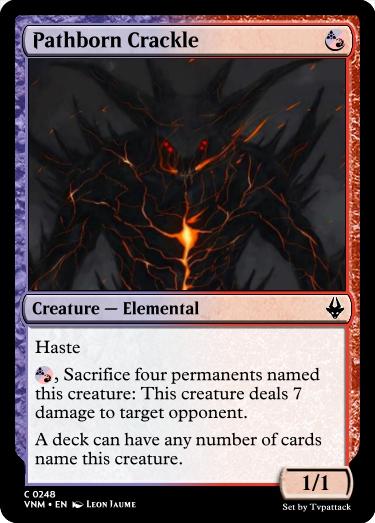 Pathborn Crackle
Creature — Elemental
Haste
, Sacrifice four permanents named
this creature: This creature deals 7
damage to target opponent.
A deck can have any number of cards
name this creature.
1/1
C 0248
VNM • EN Leon Jaume
Set by Tvpattack